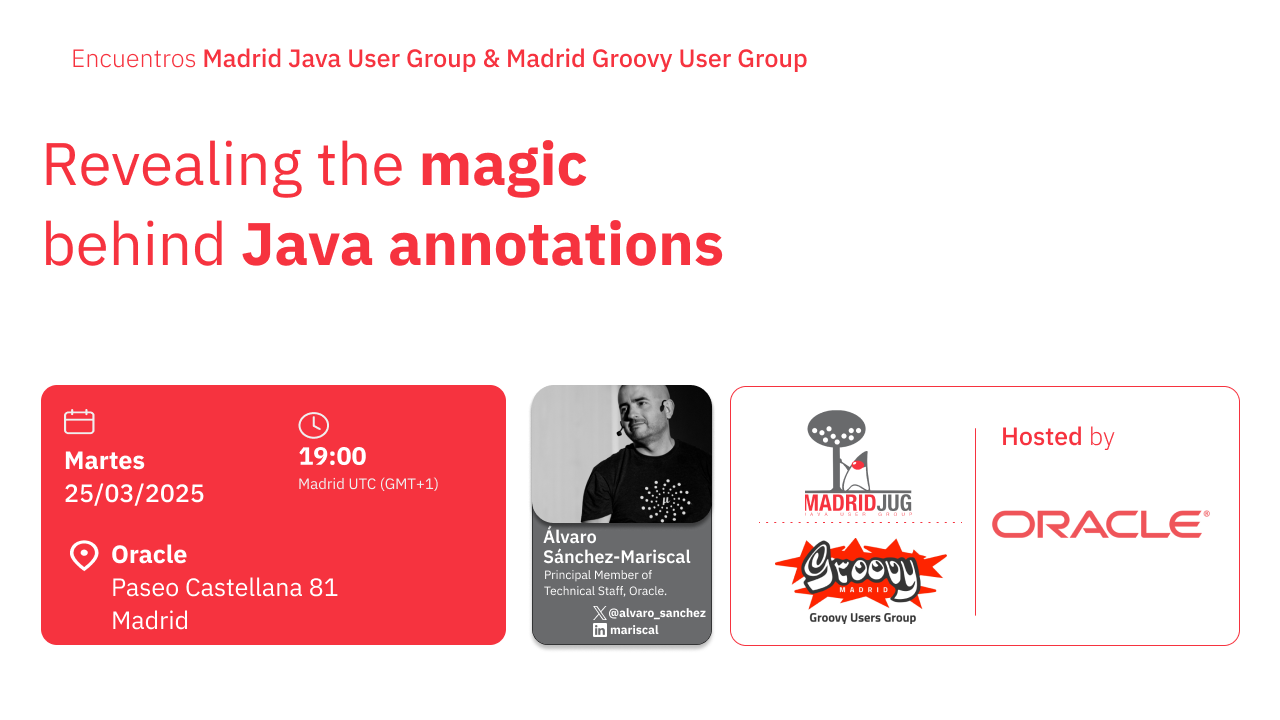 Encuentros Madrid Java User Group & Madrid Groovy User Group
Revealing the magic
behind Java annotations
Martes
25/03/2025
19:00
Madrid UTC (GMT+1)
Oracle
Paseo Castellana 81
Madrid
µ
Álvaro
Sánchez-Mariscal
Principal Member of
Technical Staff, Oracle.
@alvaro_sanchez
in mariscal
MADRIDJUG
JAVA USER GROUP
Groovy
MADRID
Groovy Users Group
Hosted by
ORACLE®